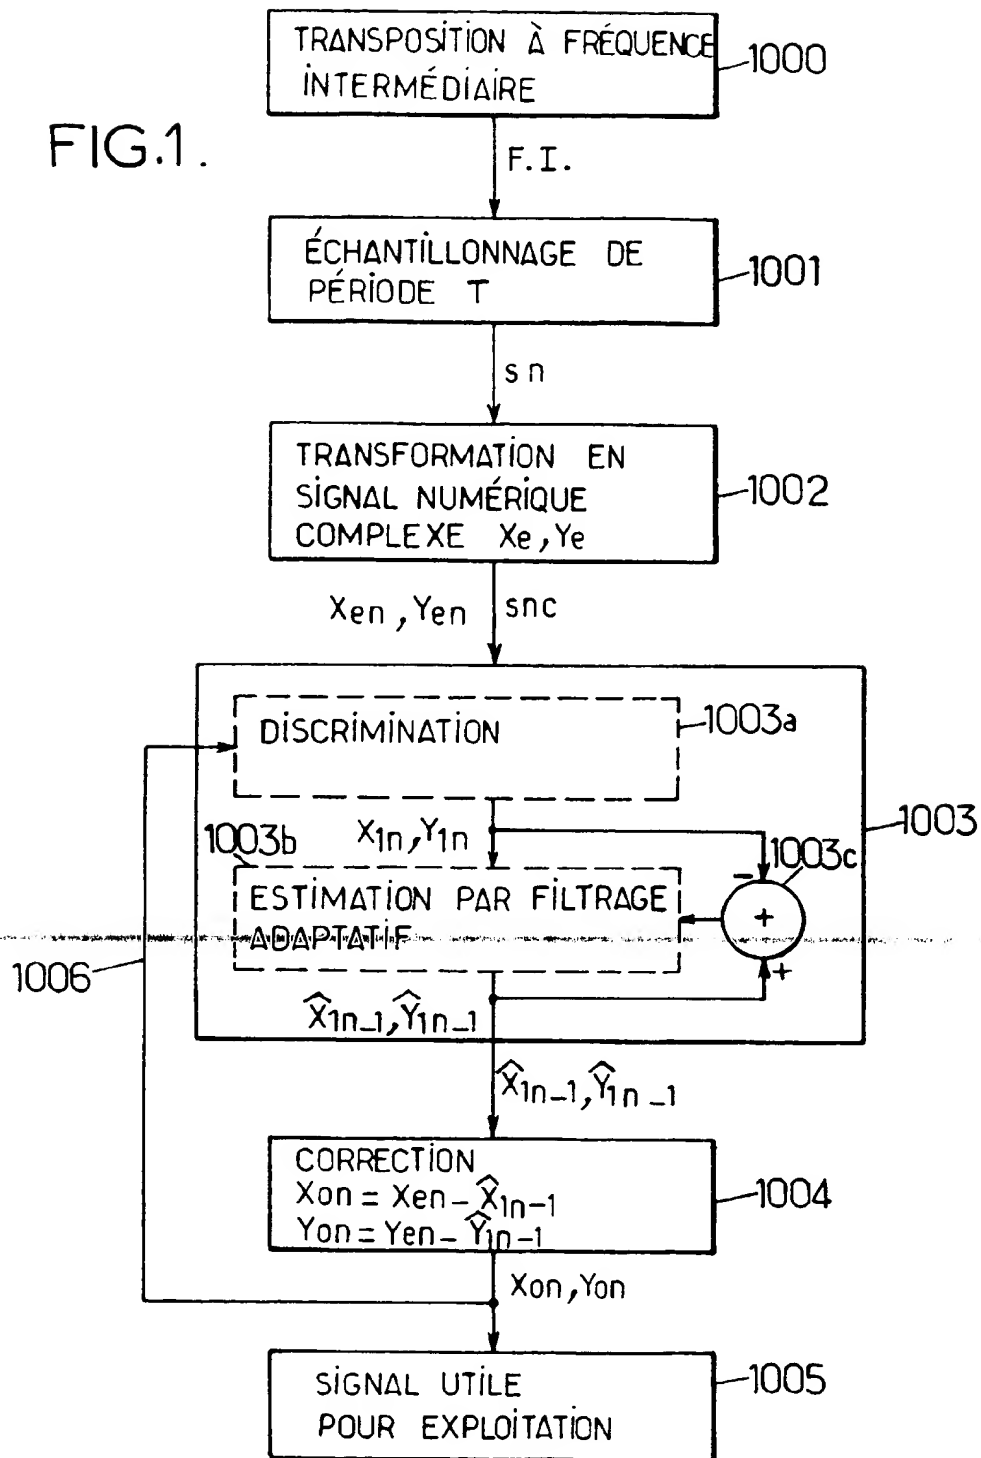 TRANSPOSITION À FRÉQUENCE
INTERMÉDIAIRE
1000
FIG.1.
F.I.
ÉCHANTILLONNAGE DE
PÉRIODE T
1001
sn
TRANSFORMATION EN
SIGNAL NUMÉRIQUE
COMPLEXE Xe,Ye
1002
Xen,Yen
snc
DISCRIMINATION
1003a
1003
X1n,Y1n
1003b
1003c
-
ESTIMATION PAR FILTRAGE
ADAPTATIF
+
+
1006
X̂1n-1,Ŷ1n-1
X̂1n-1,Ŷ1n-1
CORRECTION
Xon = Xen - X̂1n-1
Yon = Yen - Ŷ1n-1
1004
Xon,Yon
SIGNAL UTILE
POUR EXPLOITATION
1005